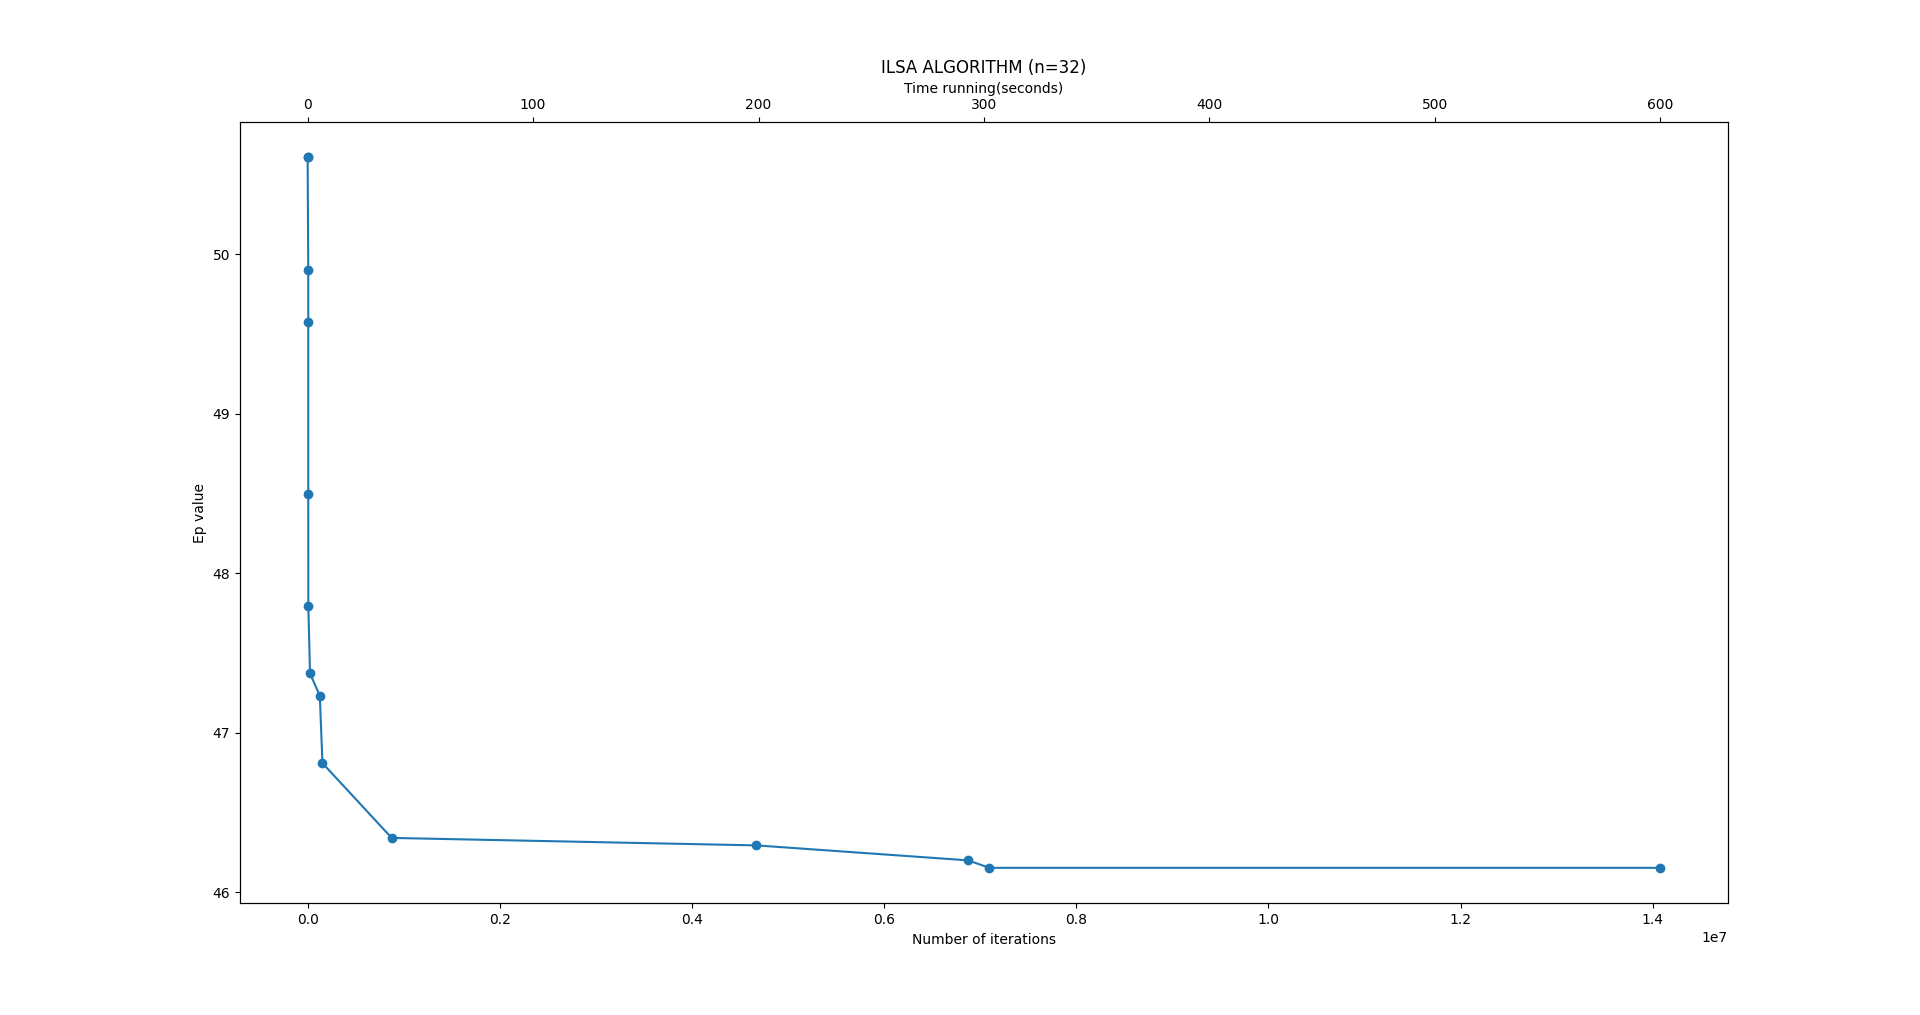 ILSA ALGORITHM (n=32)
Time running(seconds)
0 100 200 300 400 500 600
50
49
48
47
46
Ep value
0.0 0.2 0.4 0.6 0.8 1.0 1.2 1.4
1e7
Number of iterations